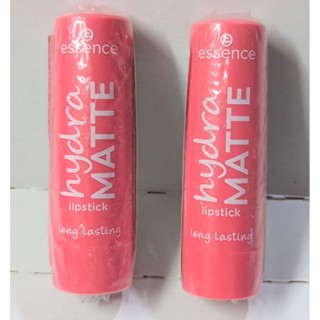 essence
hydra
MATTE
lipstick
long lasting
essence
hydra
MATTE
lipstick
long lasting